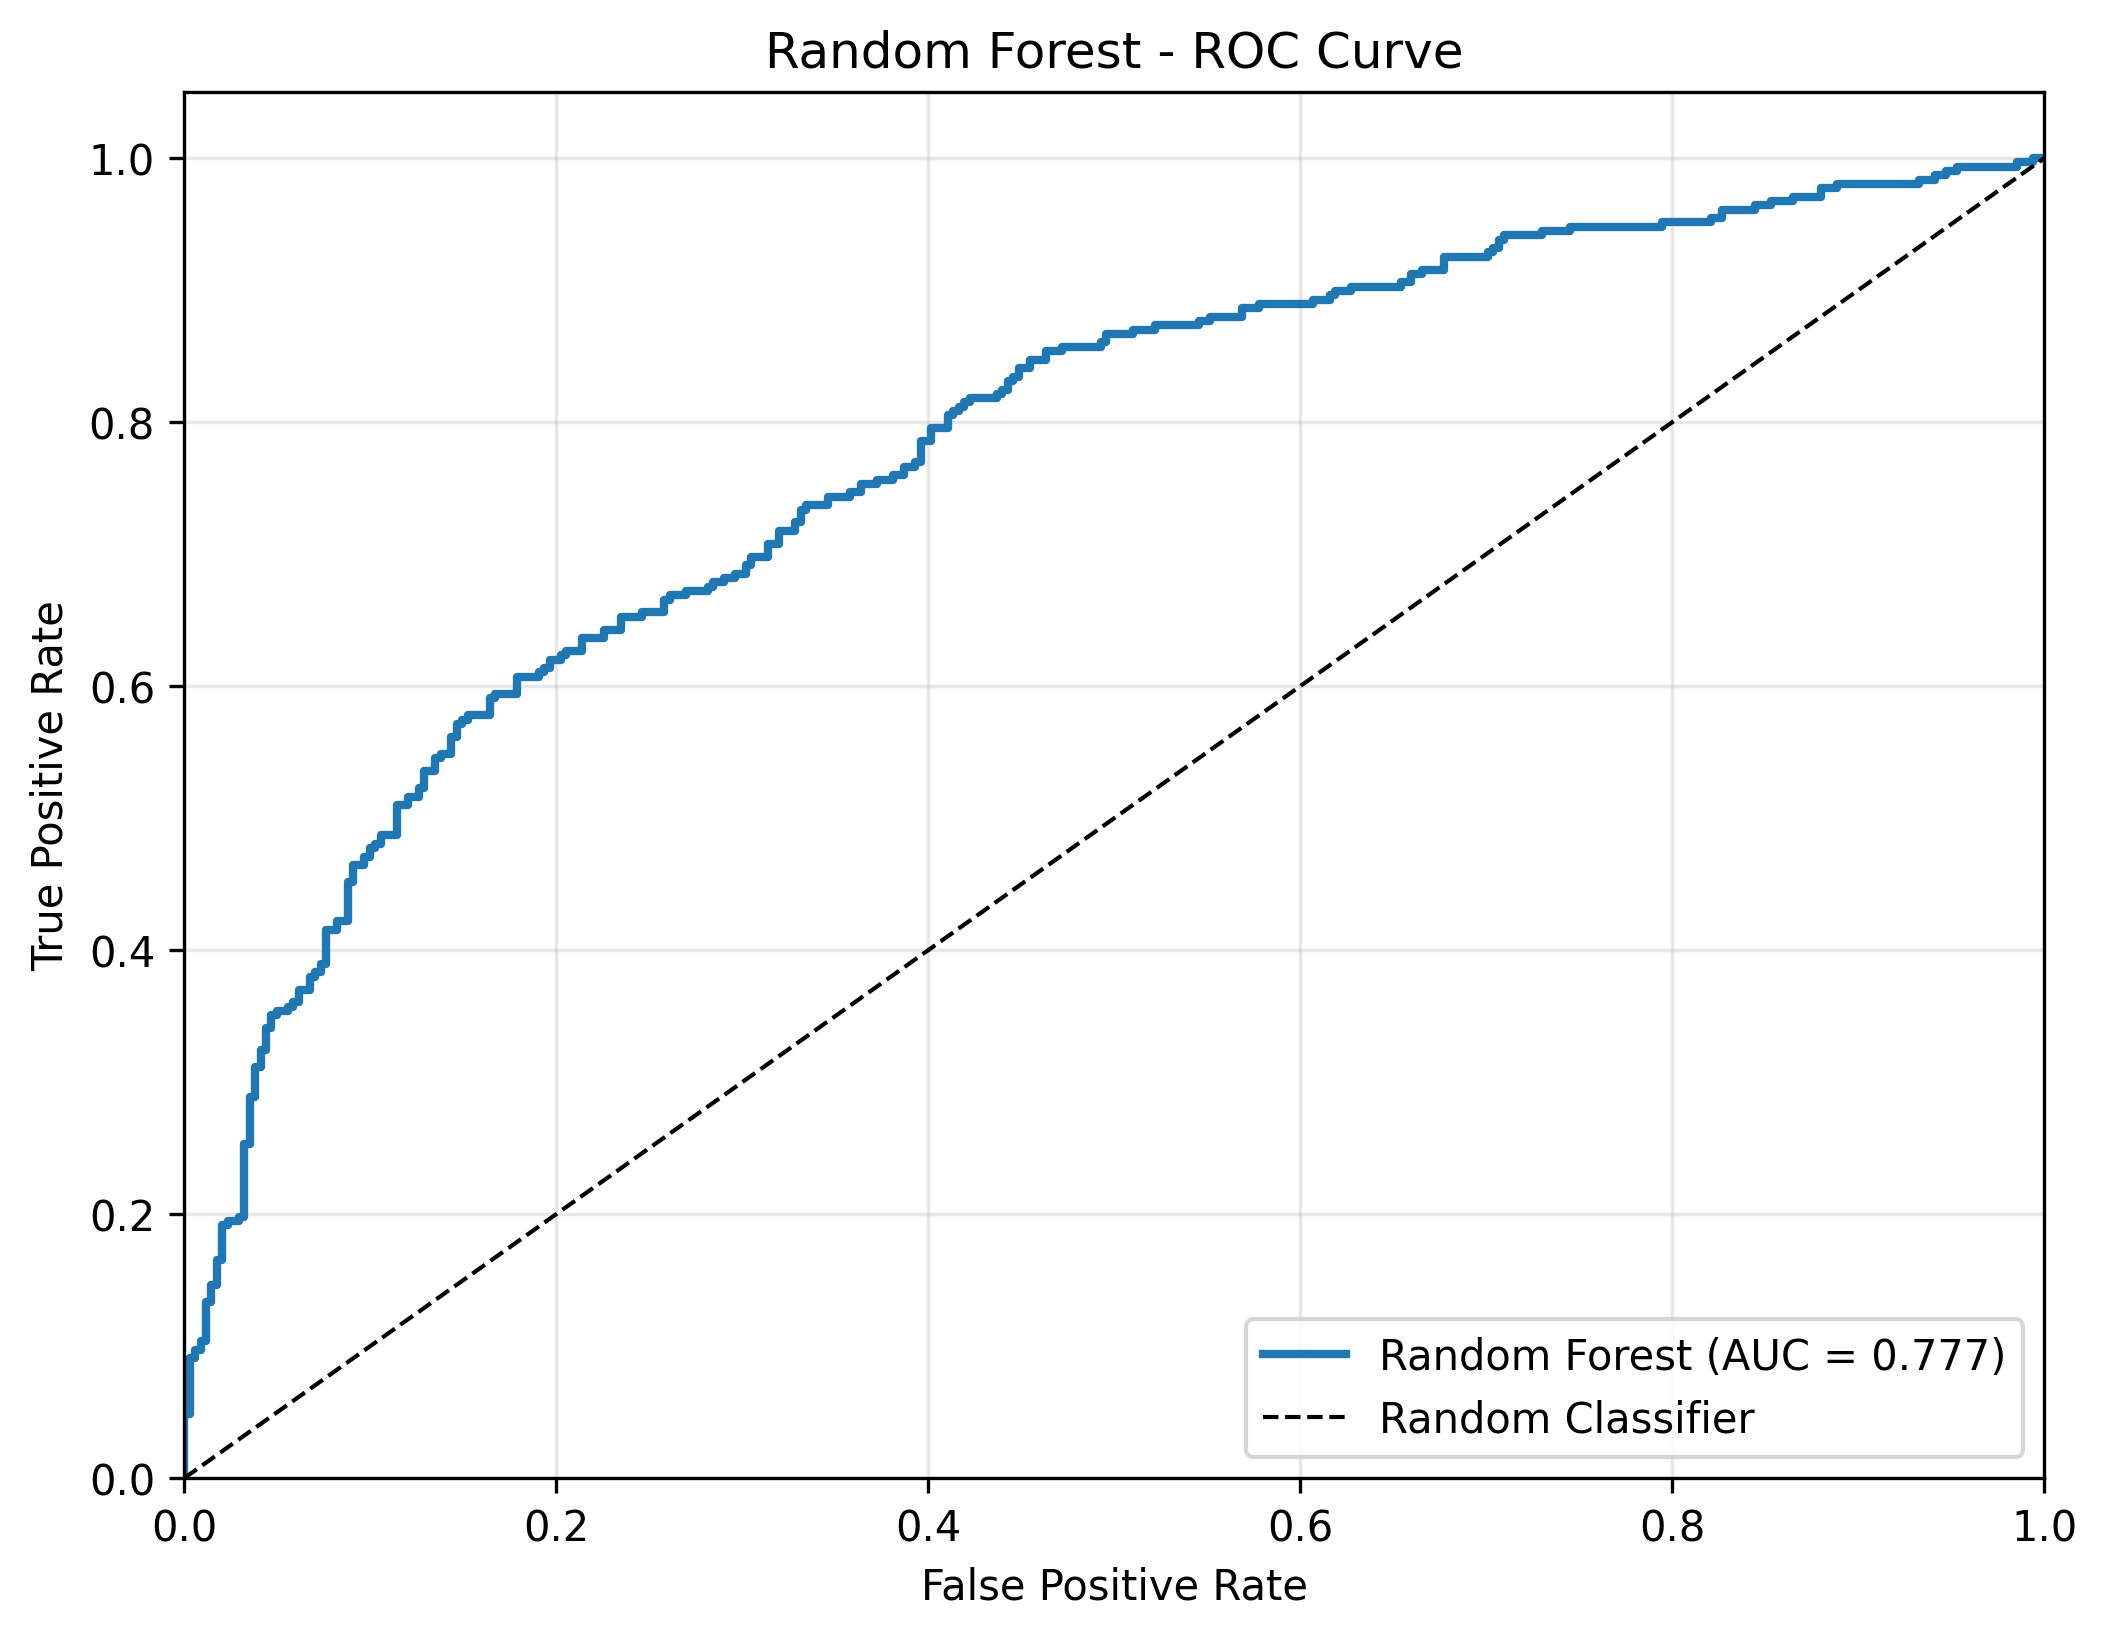 Random Forest - ROC Curve
True Positive Rate
1.0
0.8
0.6
0.4
0.2
0.0
0.0 0.2 0.4 0.6 0.8 1.0
False Positive Rate
Random Forest (AUC = 0.777)
Random Classifier